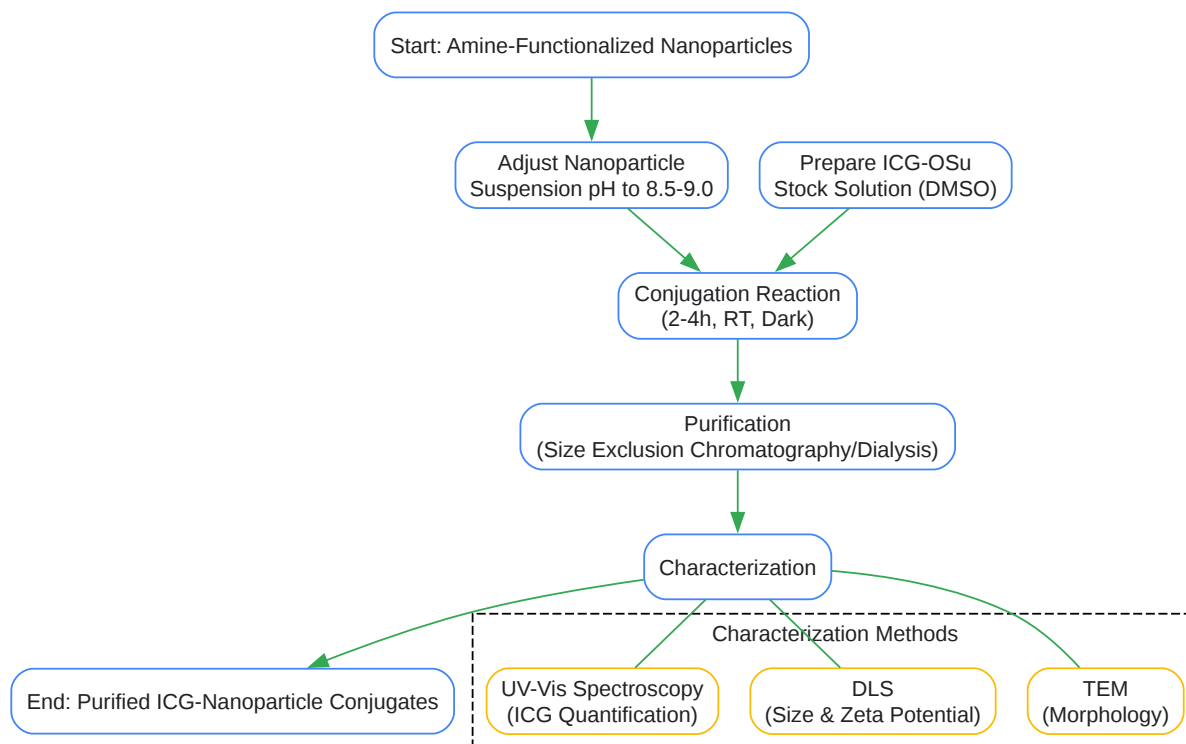 Start: Amine-Functionalized Nanoparticles
Adjust Nanoparticle
Suspension pH to 8.5-9.0
Prepare ICG-OSu
Stock Solution (DMSO)
Conjugation Reaction
(2-4h, RT, Dark)
Purification
(Size Exclusion Chromatography/Dialysis)
Characterization
Characterization Methods
End: Purified ICG-Nanoparticle Conjugates
UV-Vis Spectroscopy
(ICG Quantification)
DLS
(Size & Zeta Potential)
TEM
(Morphology)